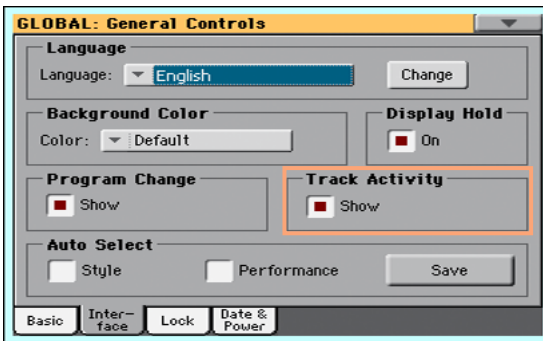 GLOBAL: General Controls
Language
Language: English
Change
Background Color
Color: Default
Display Hold
On
Program Change
Show
Track Activity
Show
Auto Select
Style
Performance
Save
Basic
Inter-
face
Lock
Date &
Power